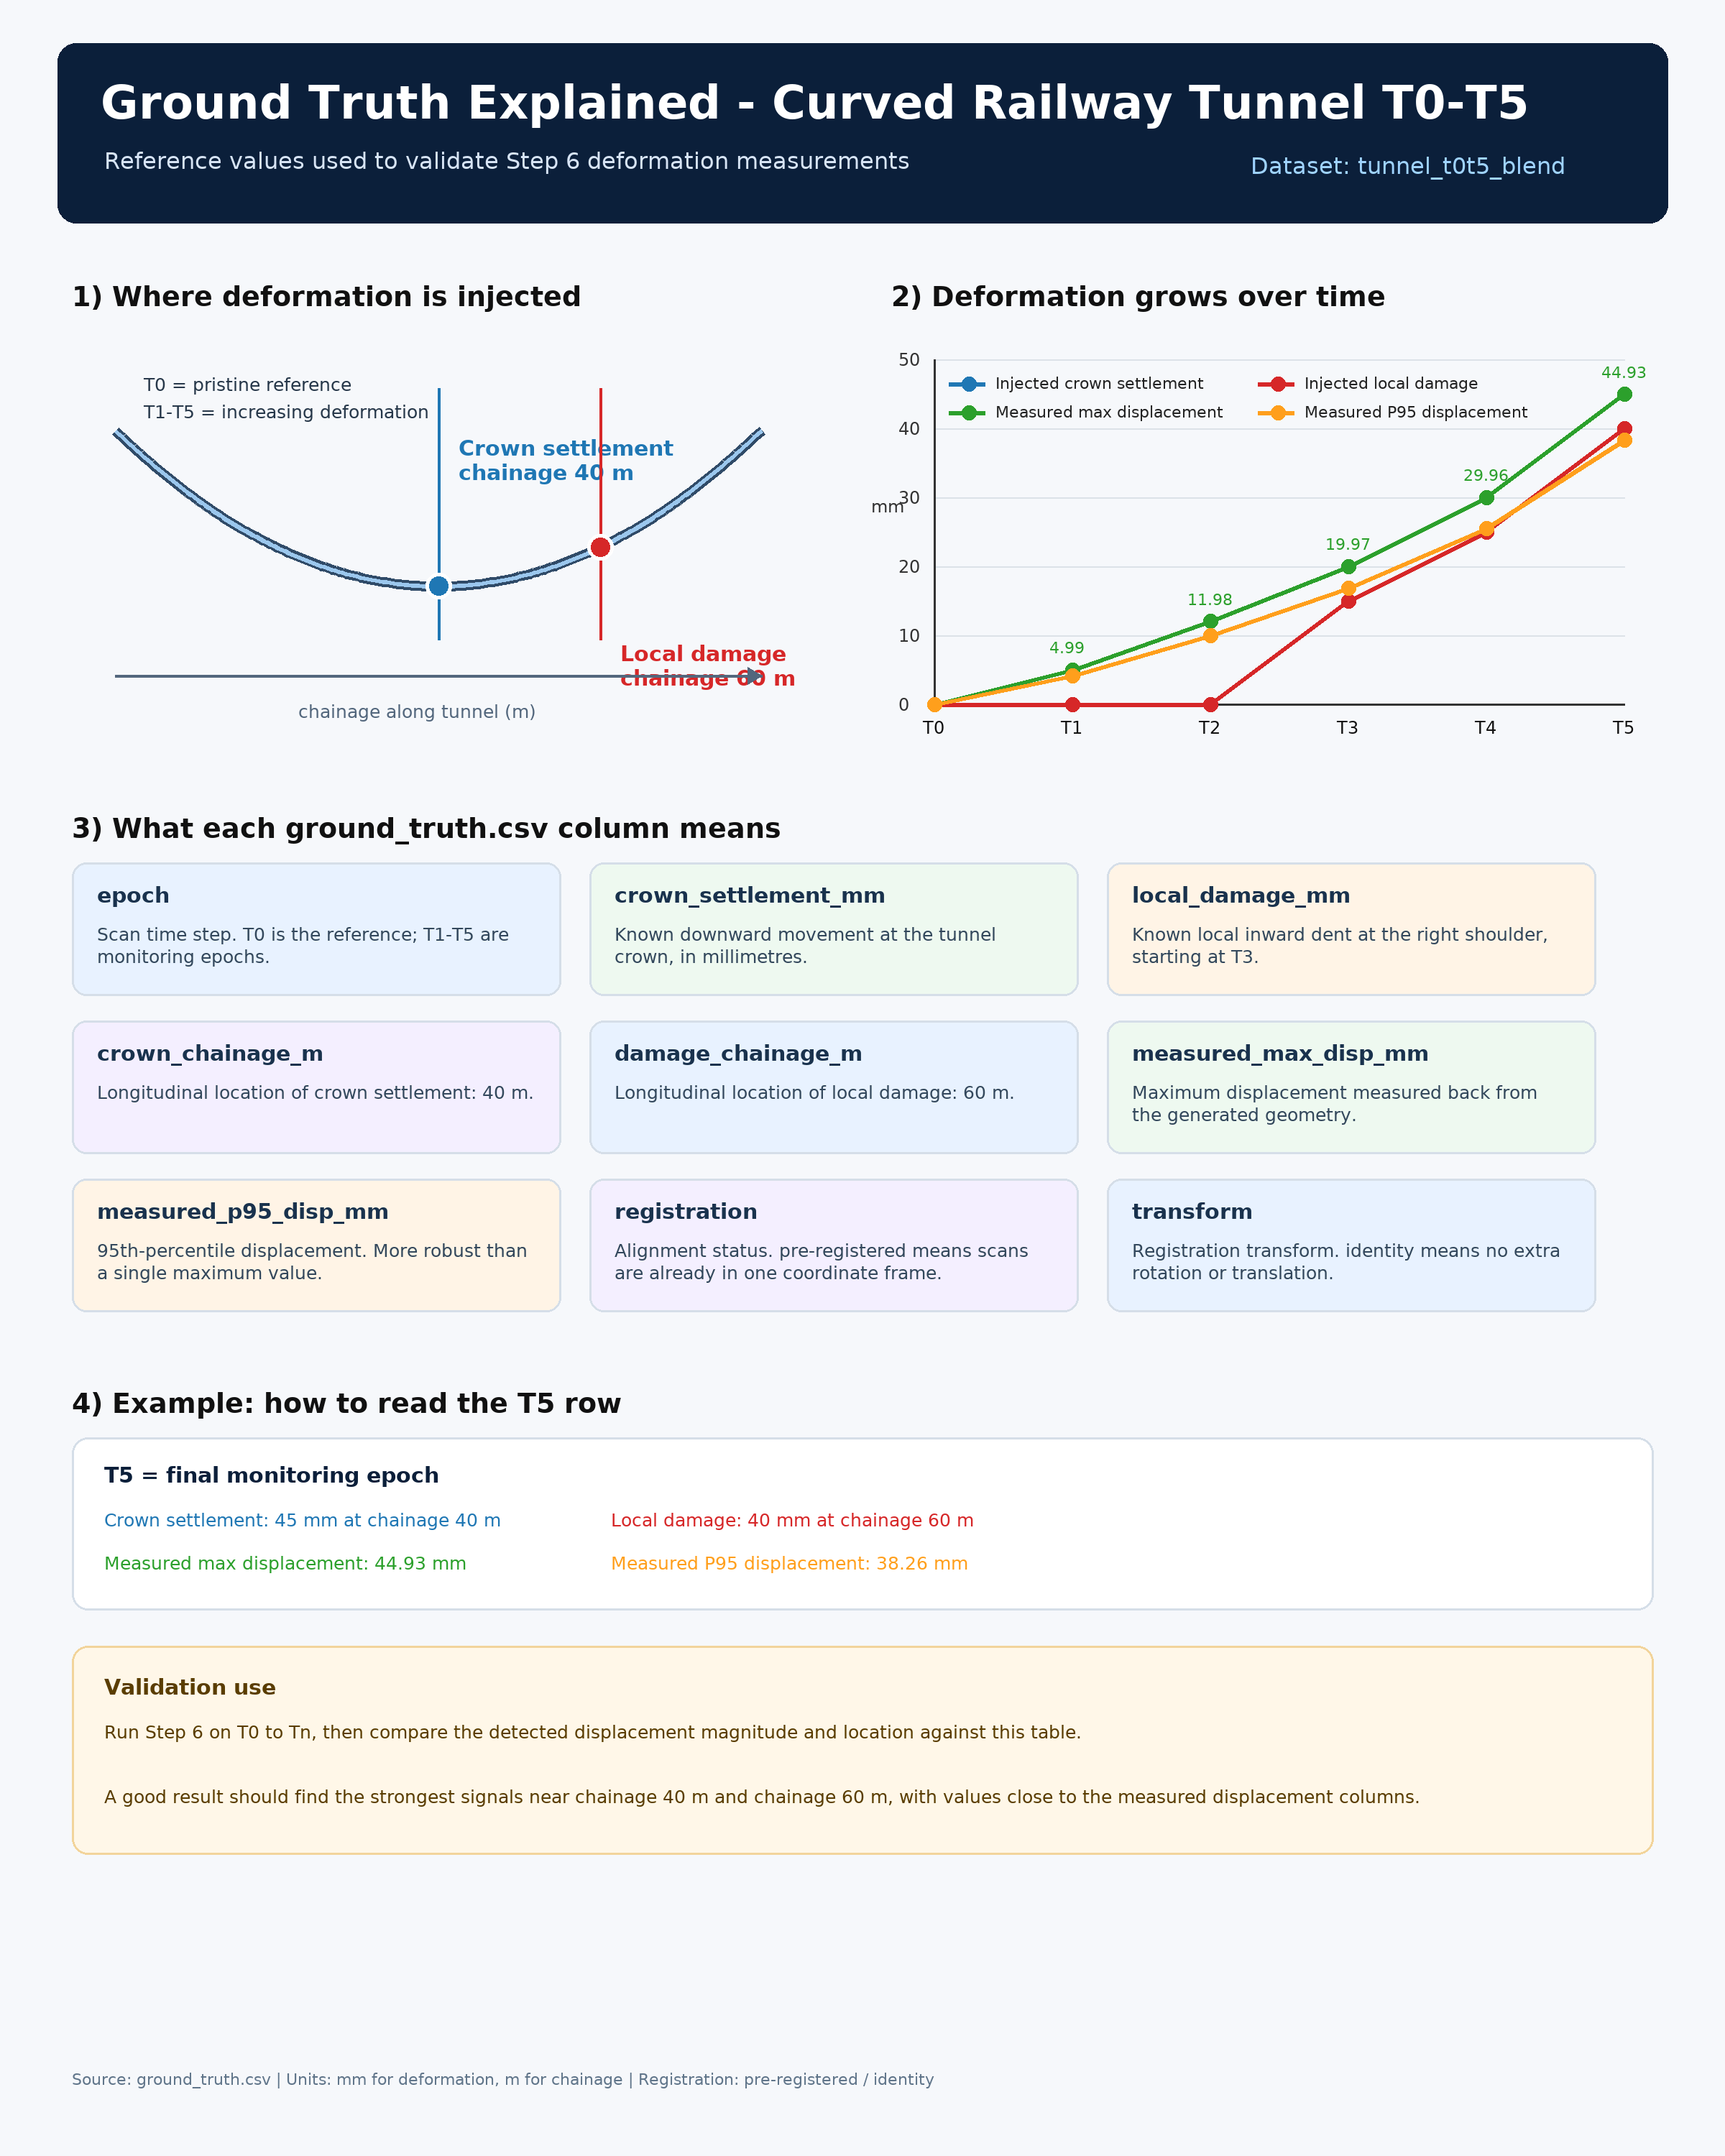 Ground Truth Explained - Curved Railway Tunnel T0-T5
Reference values used to validate Step 6 deformation measurements
Dataset: tunnel_t0t5_blend
1) Where deformation is injected
T0 = pristine reference
T1-T5 = increasing deformation
Crown settlement
chainage 40 m
Local damage
chainage 60 m
chainage along tunnel (m)
2) Deformation grows over time
Injected crown settlement
Injected local damage
Measured max displacement
Measured P95 displacement
50
40
30
20
10
0
mm
4.99
11.98
19.97
29.96
44.93
T0
T1
T2
T3
T4
T5
3) What each ground_truth.csv column means
epoch
Scan time step. T0 is the reference; T1-T5 are
monitoring epochs.
crown_settlement_mm
Known downward movement at the tunnel
crown, in millimetres.
local_damage_mm
Known local inward dent at the right shoulder,
starting at T3.
crown_chainage_m
Longitudinal location of crown settlement: 40 m.
damage_chainage_m
Longitudinal location of local damage: 60 m.
measured_max_disp_mm
Maximum displacement measured back from
the generated geometry.
measured_p95_disp_mm
95th-percentile displacement. More robust than
a single maximum value.
registration
Alignment status. pre-registered means scans
are already in one coordinate frame.
transform
Registration transform. identity means no extra
rotation or translation.
4) Example: how to read the T5 row
T5 = final monitoring epoch
Crown settlement: 45 mm at chainage 40 m
Local damage: 40 mm at chainage 60 m
Measured max displacement: 44.93 mm
Measured P95 displacement: 38.26 mm
Validation use
Run Step 6 on T0 to Tn, then compare the detected displacement magnitude and location against this table.
A good result should find the strongest signals near chainage 40 m and chainage 60 m, with values close to the measured displacement columns.
Source: ground_truth.csv | Units: mm for deformation, m for chainage | Registration: pre-registered / identity